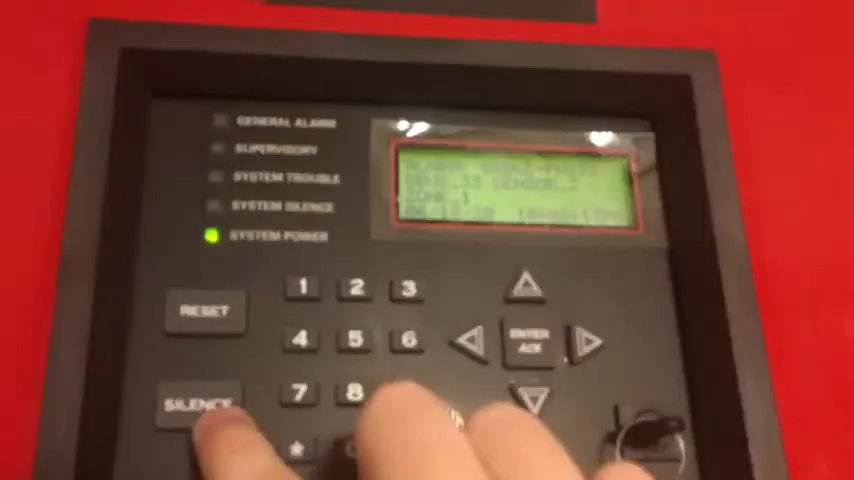 GENERAL ALARM
SUPERVISORY
SYSTEM TROUBLE
SYSTEM SILENCE
SYSTEM POWER
SENSOR
RESET
1 2 3
4 5 6
ENTER
ACK
SILENCE
7 8
*